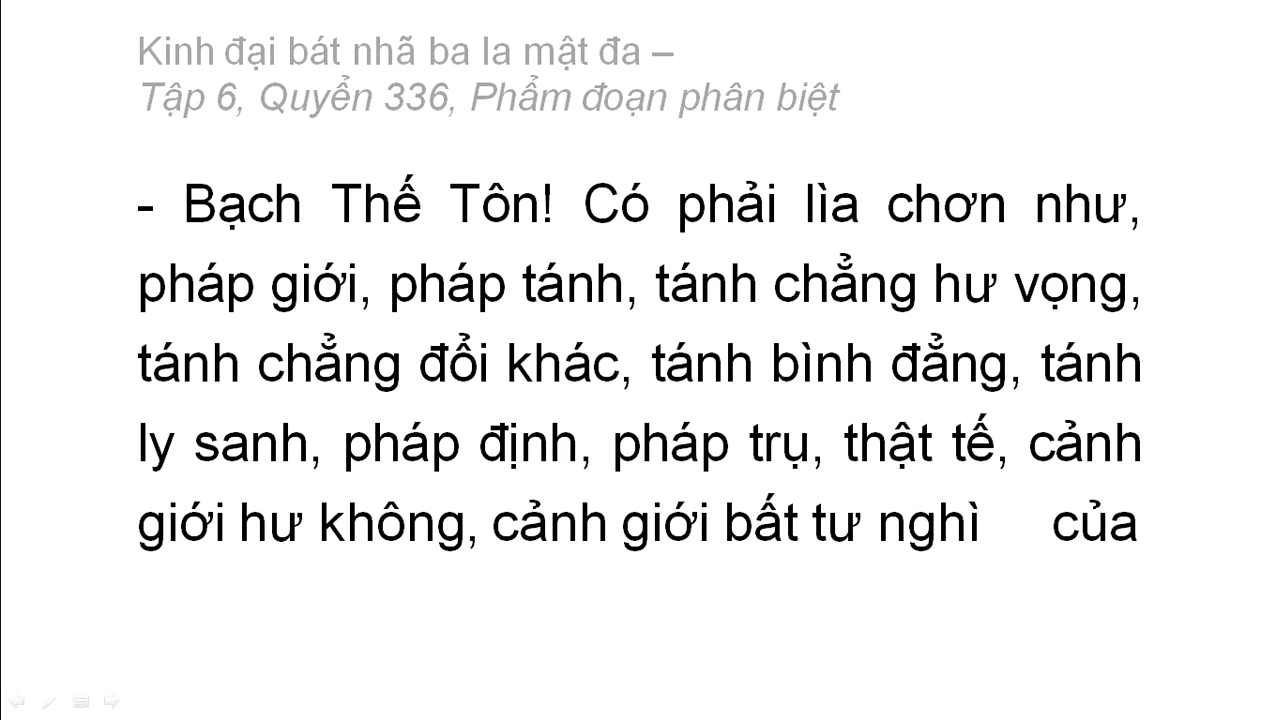 Kinh đại bát nhã ba la mật đa –
Tập 6, Quyển 336, Phẩm đoạn phân biệt
- Bạch Thế Tôn! Có phải lìa chơn như,
pháp giới, pháp tánh, tánh chẳng hư vọng,
tánh chẳng đổi khác, tánh bình đẳng, tánh
ly sanh, pháp định, pháp trụ, thật tế, cảnh
giới hư không, cảnh giới bất tư nghì của